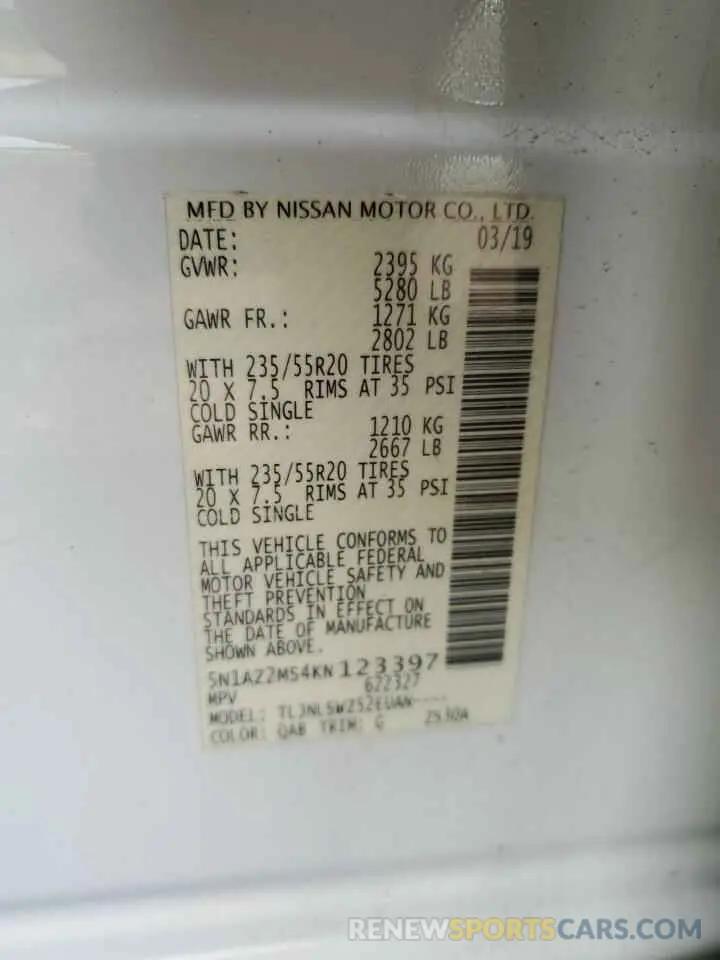 MFD BY NISSAN MOTOR CO., LTD.
DATE: 03/19
GVWR: 2395 KG
5280 LB
GAWR FR.: 1271 KG
2802 LB
WITH 235/55R20 TIRES
20 X 7.5 RIMS AT 35 PSI
COLD SINGLE
GAWR RR.: 1210 KG
2667 LB
WITH 235/55R20 TIRES
20 X 7.5 RIMS AT 35 PSI
COLD SINGLE
THIS VEHICLE CONFORMS TO
ALL APPLICABLE FEDERAL
MOTOR VEHICLE SAFETY AND
THEFT PREVENTION
STANDARDS IN EFFECT ON
THE DATE OF MANUFACTURE
SHOWN ABOVE.
5N1AZ2MS4KN123397
MPV 622327
MODEL:
COLOR: QAB TRIM: G
RENEWSPORTSCARS.COM